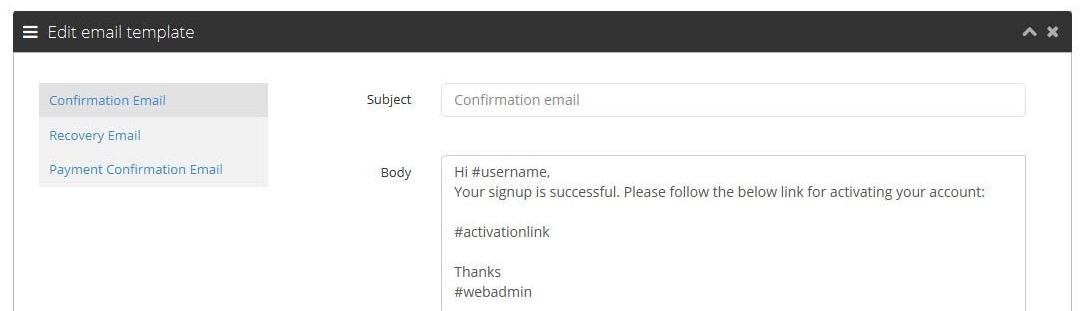 Edit email template
Confirmation Email
Recovery Email
Payment Confirmation Email
Subject
Confirmation email
Body
Hi #username,
Your signup is successful. Please follow the below link for activating your account:
#activationlink
Thanks
#webadmin